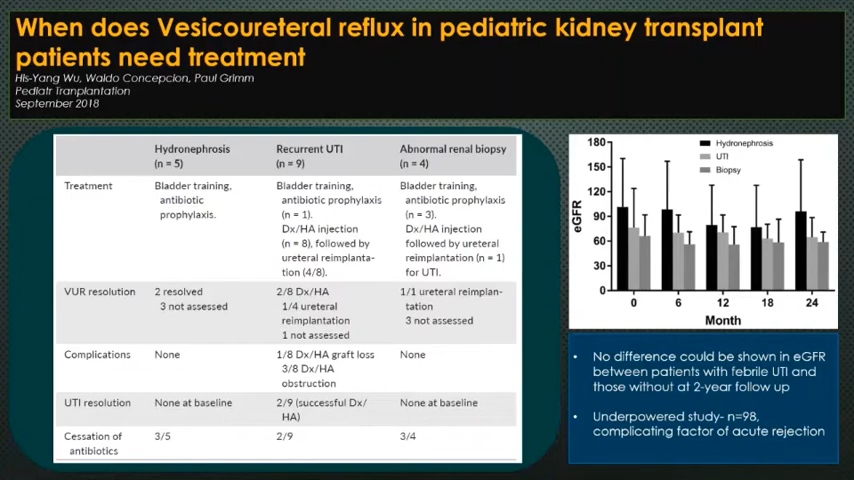 When does Vesicoureteral reflux in pediatric kidney transplant
patients need treatment
His-Yang Wu, Waldo Concepcion, Paul Grimm
Pediatr Tranplantation
September 2018
Hydronephrosis
(n = 5)
Recurrent UTI
(n = 9)
Abnormal renal biopsy
(n = 4)
Treatment
Bladder training,
antibiotic
prophylaxis.
Bladder training,
antibiotic prophylaxis
(n = 1).
Dx/HA injection
(n = 8), followed by
ureteral reimplanta-
tion (4/8).
Bladder training,
antibiotic prophylaxis
(n = 3).
Dx/HA injection
followed by ureteral
reimplantation (n = 1)
for UTI.
VUR resolution
2 resolved
3 not assessed
2/8 Dx/HA
1/4 ureteral
reimplantation
1 not assessed
1/1 ureteral reimplan-
tation
3 not assessed
Complications
None
1/8 Dx/HA graft loss
3/8 Dx/HA
obstruction
None
UTI resolution
None at baseline
2/9 (successful Dx/
HA)
None at baseline
Cessation of
antibiotics
3/5
2/9
3/4
Hydronephrosis
UTI
Biopsy
eGFR
180
150
120
90
60
30
0
0 6 12 18 24
Month
• No difference could be shown in eGFR
between patients with febrile UTI and
those without at 2-year follow up
• Underpowered study- n=98,
complicating factor of acute rejection